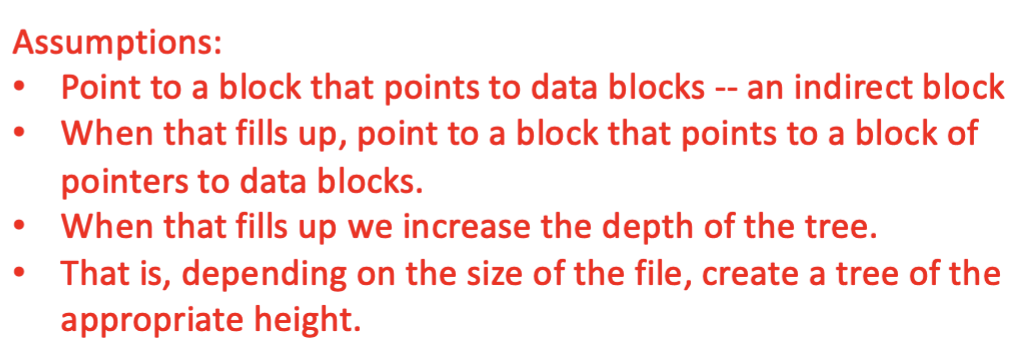 Assumptions:
• Point to a block that points to data blocks -- an indirect block
• When that fills up, point to a block that points to a block of
pointers to data blocks.
• When that fills up we increase the depth of the tree.
• That is, depending on the size of the file, create a tree of the
appropriate height.